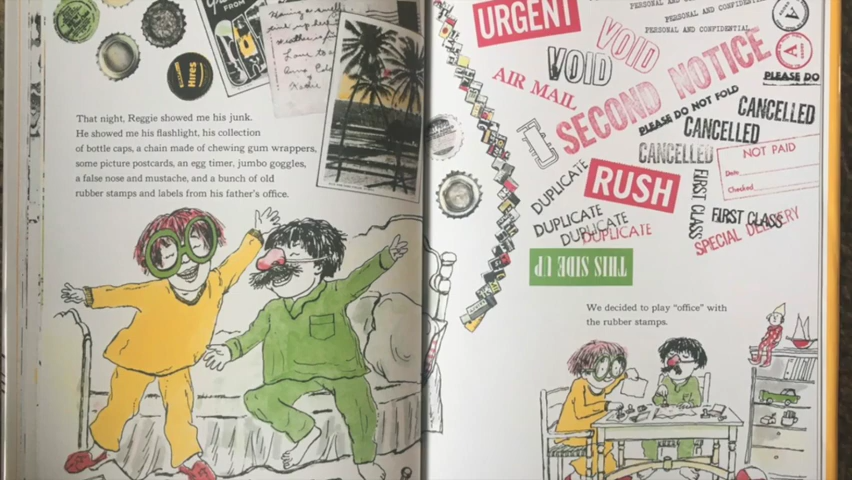 FROM
Hires
That night, Reggie showed me his junk.
He showed me his flashlight, his collection
of bottle caps, a chain made of chewing gum wrappers,
some picture postcards, an egg timer, jumbo goggles,
a false nose and mustache, and a bunch of old
rubber stamps and labels from his father's office.
URGENT
PERSONAL AND CONFIDENTIAL
PERSONAL AND CONFIDENTIAL
VOID
VOID
AIR MAIL
SECOND NOTICE
PLEASE DO
PLEASE DO NOT FOLD
CANCELLED
CANCELLED
CANCELLED
NOT PAID
Date
Checked
RUSH
DUPLICATE
DUPLICATE
DUPLICATE
DUPLICATE
FIRST CLASS
FIRST CLASS
SPECIAL DELIVERY
THIS SIDE UP
We decided to play "office" with
the rubber stamps.